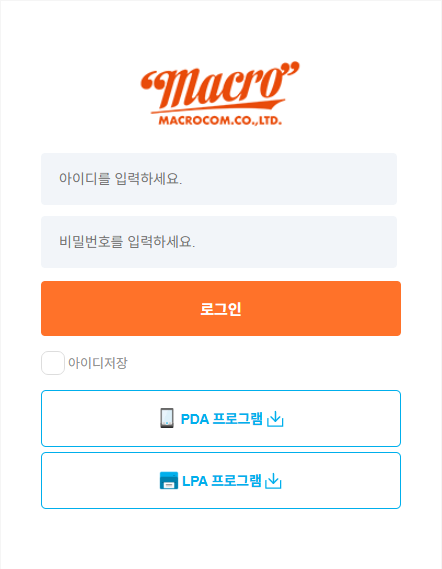 “Macro”
MACROCOM.CO.,LTD.
아이디를 입력하세요.
비밀번호를 입력하세요.
로그인
아이디저장
PDA 프로그램
LPA 프로그램